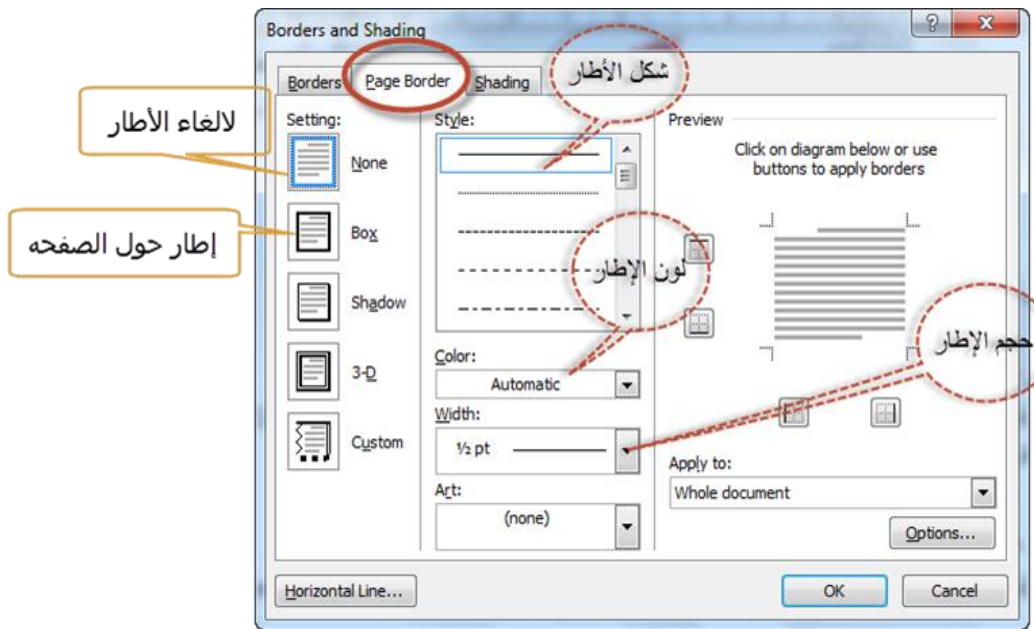 Borders and Shading
Borders
Page Border
Shading
شكل الأطار
لالغاء الأطار
إطار حول الصفحه
Setting:
None
Box
Shadow
3-D
Custom
Style:
لون الإطار
Color:
Automatic
Width:
½ pt
Art:
(none)
Preview
Click on diagram below or use
buttons to apply borders
حجم الإطار
Apply to:
Whole document
Options...
Horizontal Line...
OK
Cancel